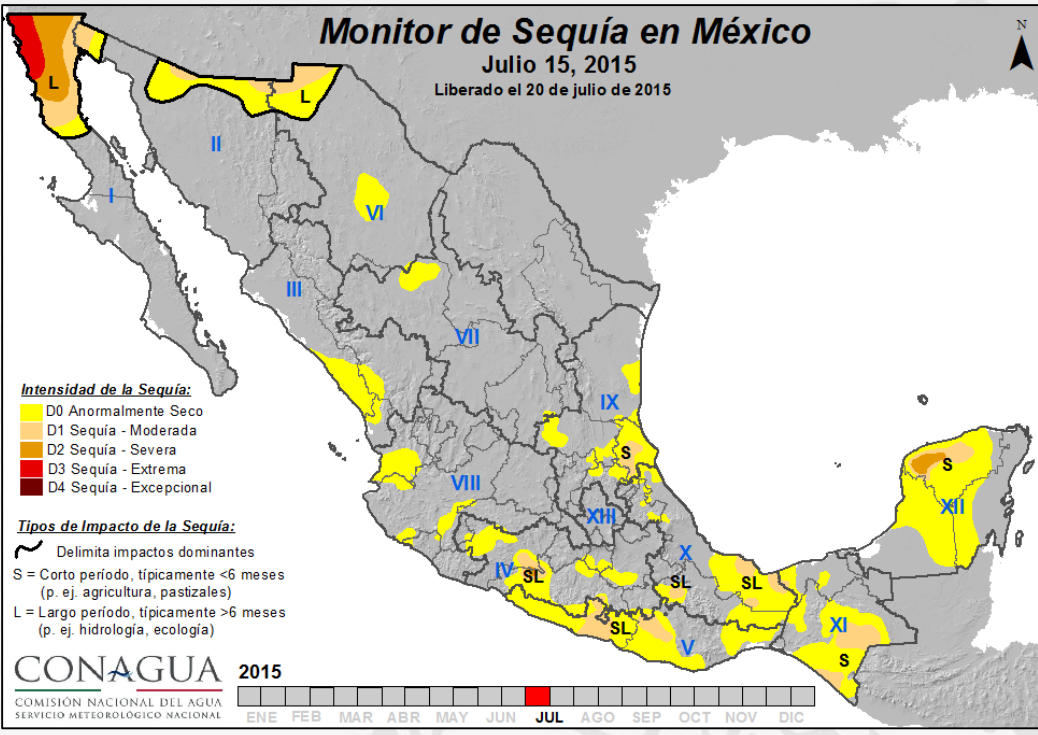 Monitor de Sequía en México
Julio 15, 2015
Liberado el 20 de julio de 2015
N
L
L
II
I
VI
III
VII
IX
S
VIII
XIII
S
XII
X
IV
SL
SL
SL
SL
XI
V
S
Intensidad de la Sequía:
D0 Anormalmente Seco
D1 Sequía - Moderada
D2 Sequía - Severa
D3 Sequía - Extrema
D4 Sequía - Excepcional
Tipos de Impacto de la Sequía:
Delimita impactos dominantes
S = Corto período, típicamente <6 meses
(p. ej. agricultura, pastizales)
L = Largo período, típicamente >6 meses
(p. ej. hidrología, ecología)
CONAGUA
COMISIÓN NACIONAL DEL AGUA
SERVICIO METEOROLÓGICO NACIONAL
2015
ENE FEB MAR ABR MAY JUN JUL AGO SEP OCT NOV DIC